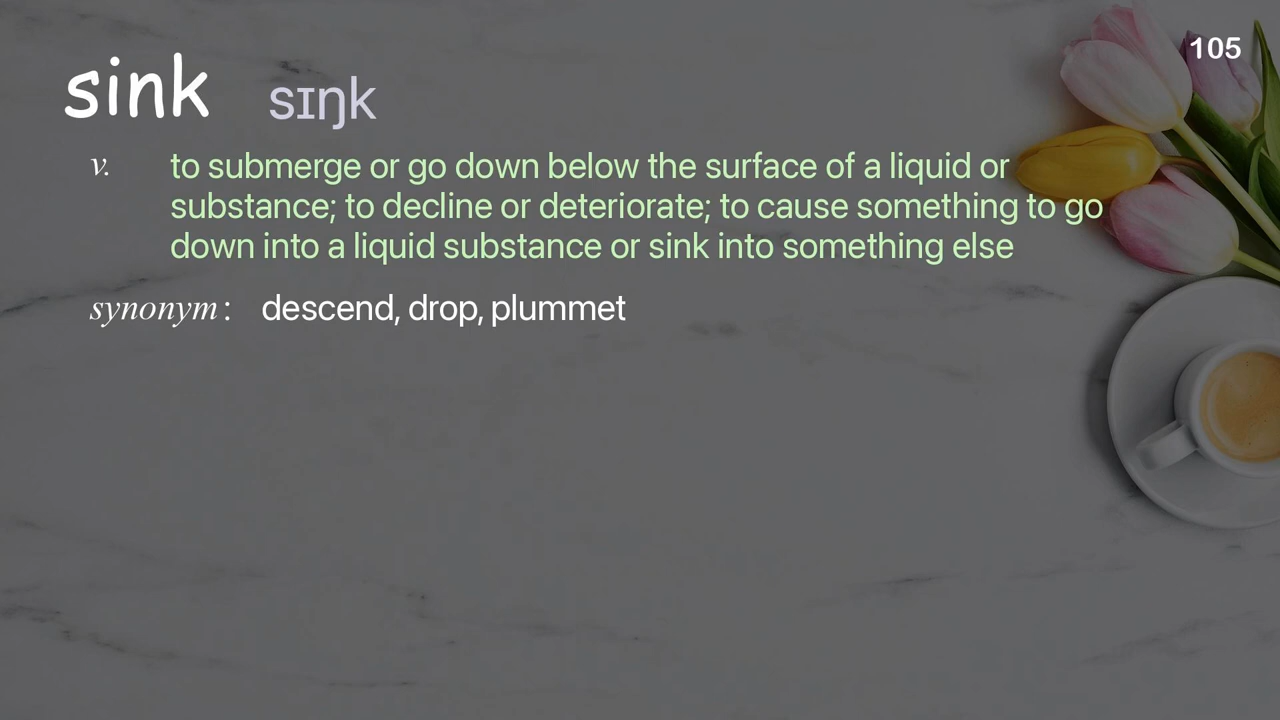 105
sink sɪŋk
v. to submerge or go down below the surface of a liquid or
substance; to decline or deteriorate; to cause something to go
down into a liquid substance or sink into something else
synonym: descend, drop, plummet